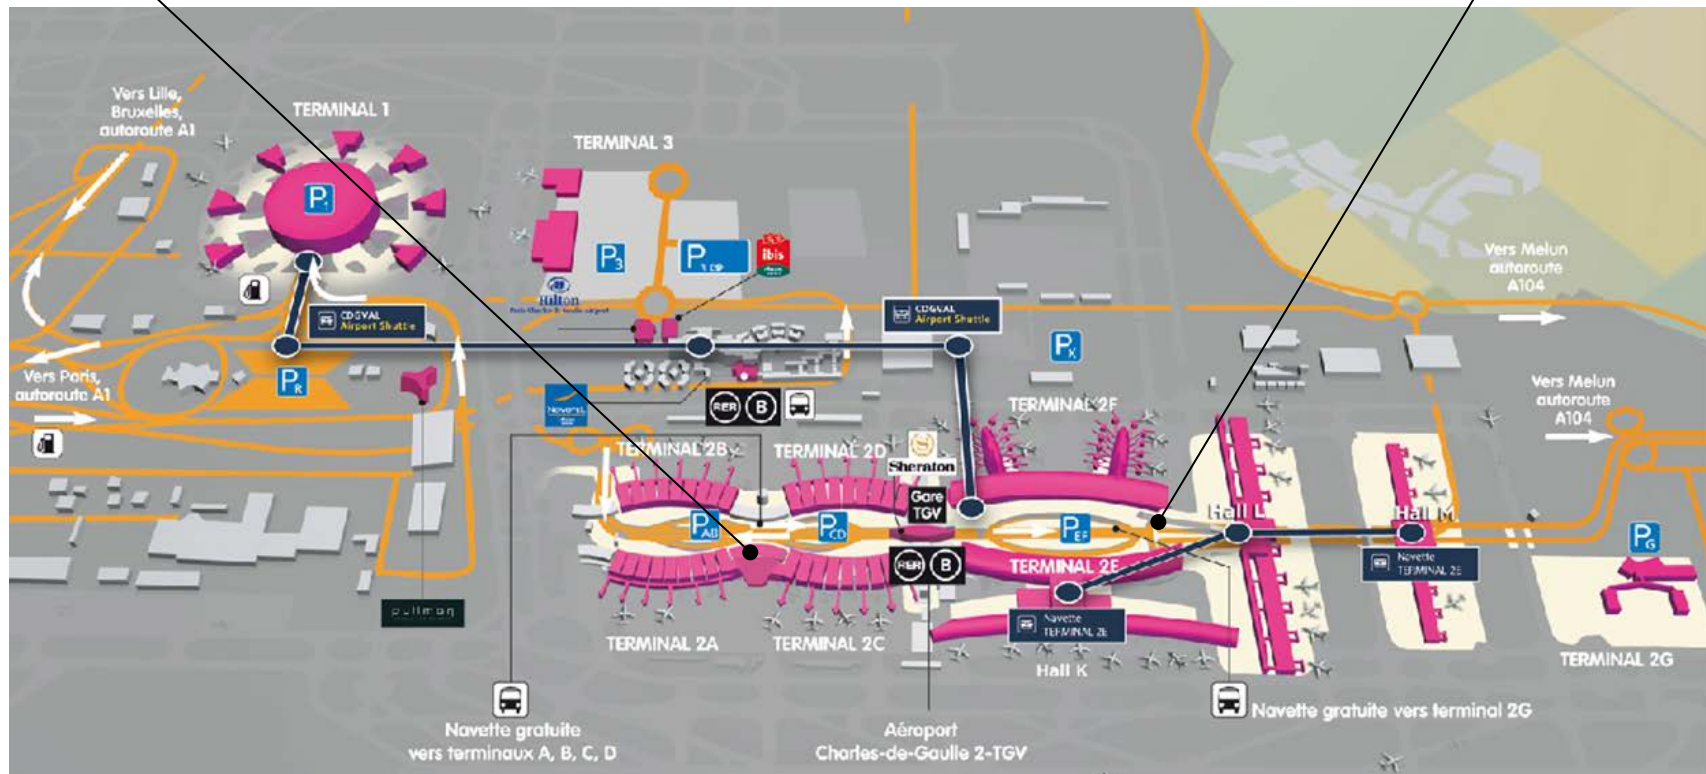 Vers Lille,
Bruxelles,
autoroute A1
TERMINAL 1
TERMINAL 3
P1
P3
ibis
Hilton
CDGVAL
Airport Shuttle
CDGVAL
Airport Shuttle
Vers Melun
autoroute
A104
Vers Paris,
autoroute A1
PR
PX
Novotel
RER B
Vers Melun
autoroute
A104
TERMINAL 2F
TERMINAL 2B
TERMINAL 2D
Sheraton
Gare
TGV
PAB
PCD
PEF
Hall L
Hall M
RER B
TERMINAL 2E
Navette
TERMINAL 2E
PG
pullman
Navette
TERMINAL 2E
TERMINAL 2A
TERMINAL 2C
Hall K
TERMINAL 2G
Navette gratuite
vers terminaux A, B, C, D
Aéroport
Charles-de-Gaulle 2-TGV
Navette gratuite vers terminal 2G